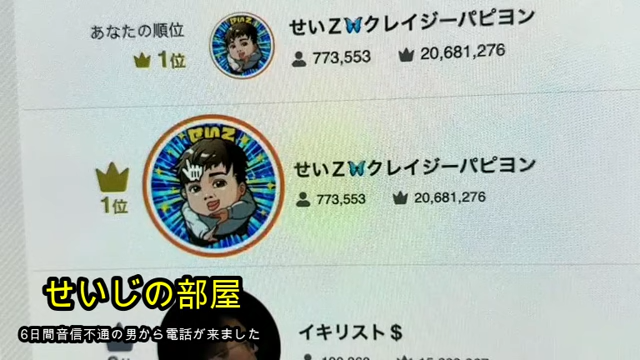 あなたの順位
1位
せいZ🦋クレイジーパピヨン
773,553
20,681,276
せいZ
1位
せいZ🦋クレイジーパピヨン
773,553
20,681,276
せいじの部屋
6日間音信不通の男から電話が来ました
イキリスト$